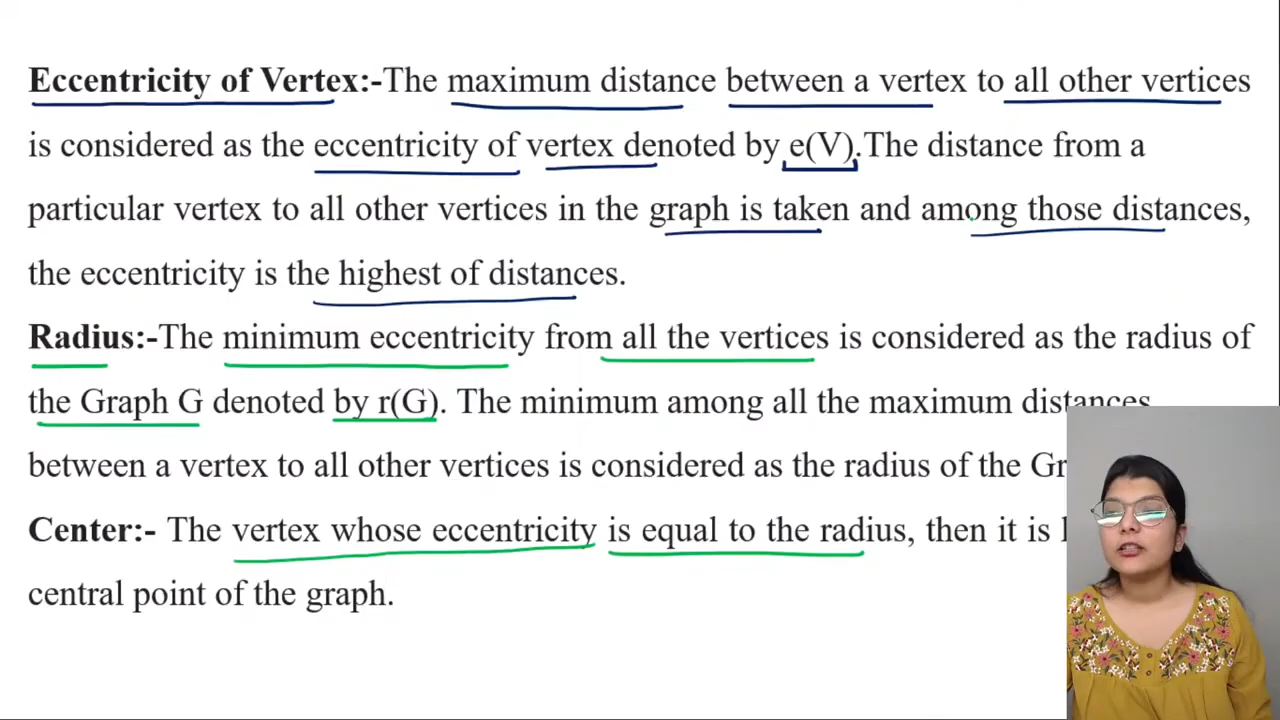 Eccentricity of Vertex:-The maximum distance between a vertex to all other vertices
is considered as the eccentricity of vertex denoted by e(V).The distance from a
particular vertex to all other vertices in the graph is taken and among those distances,
the eccentricity is the highest of distances.
Radius:-The minimum eccentricity from all the vertices is considered as the radius of
the Graph G denoted by r(G). The minimum among all the maximum distances
between a vertex to all other vertices is considered as the radius of the
Center:- The vertex whose eccentricity is equal to the radius, then it is
central point of the graph.